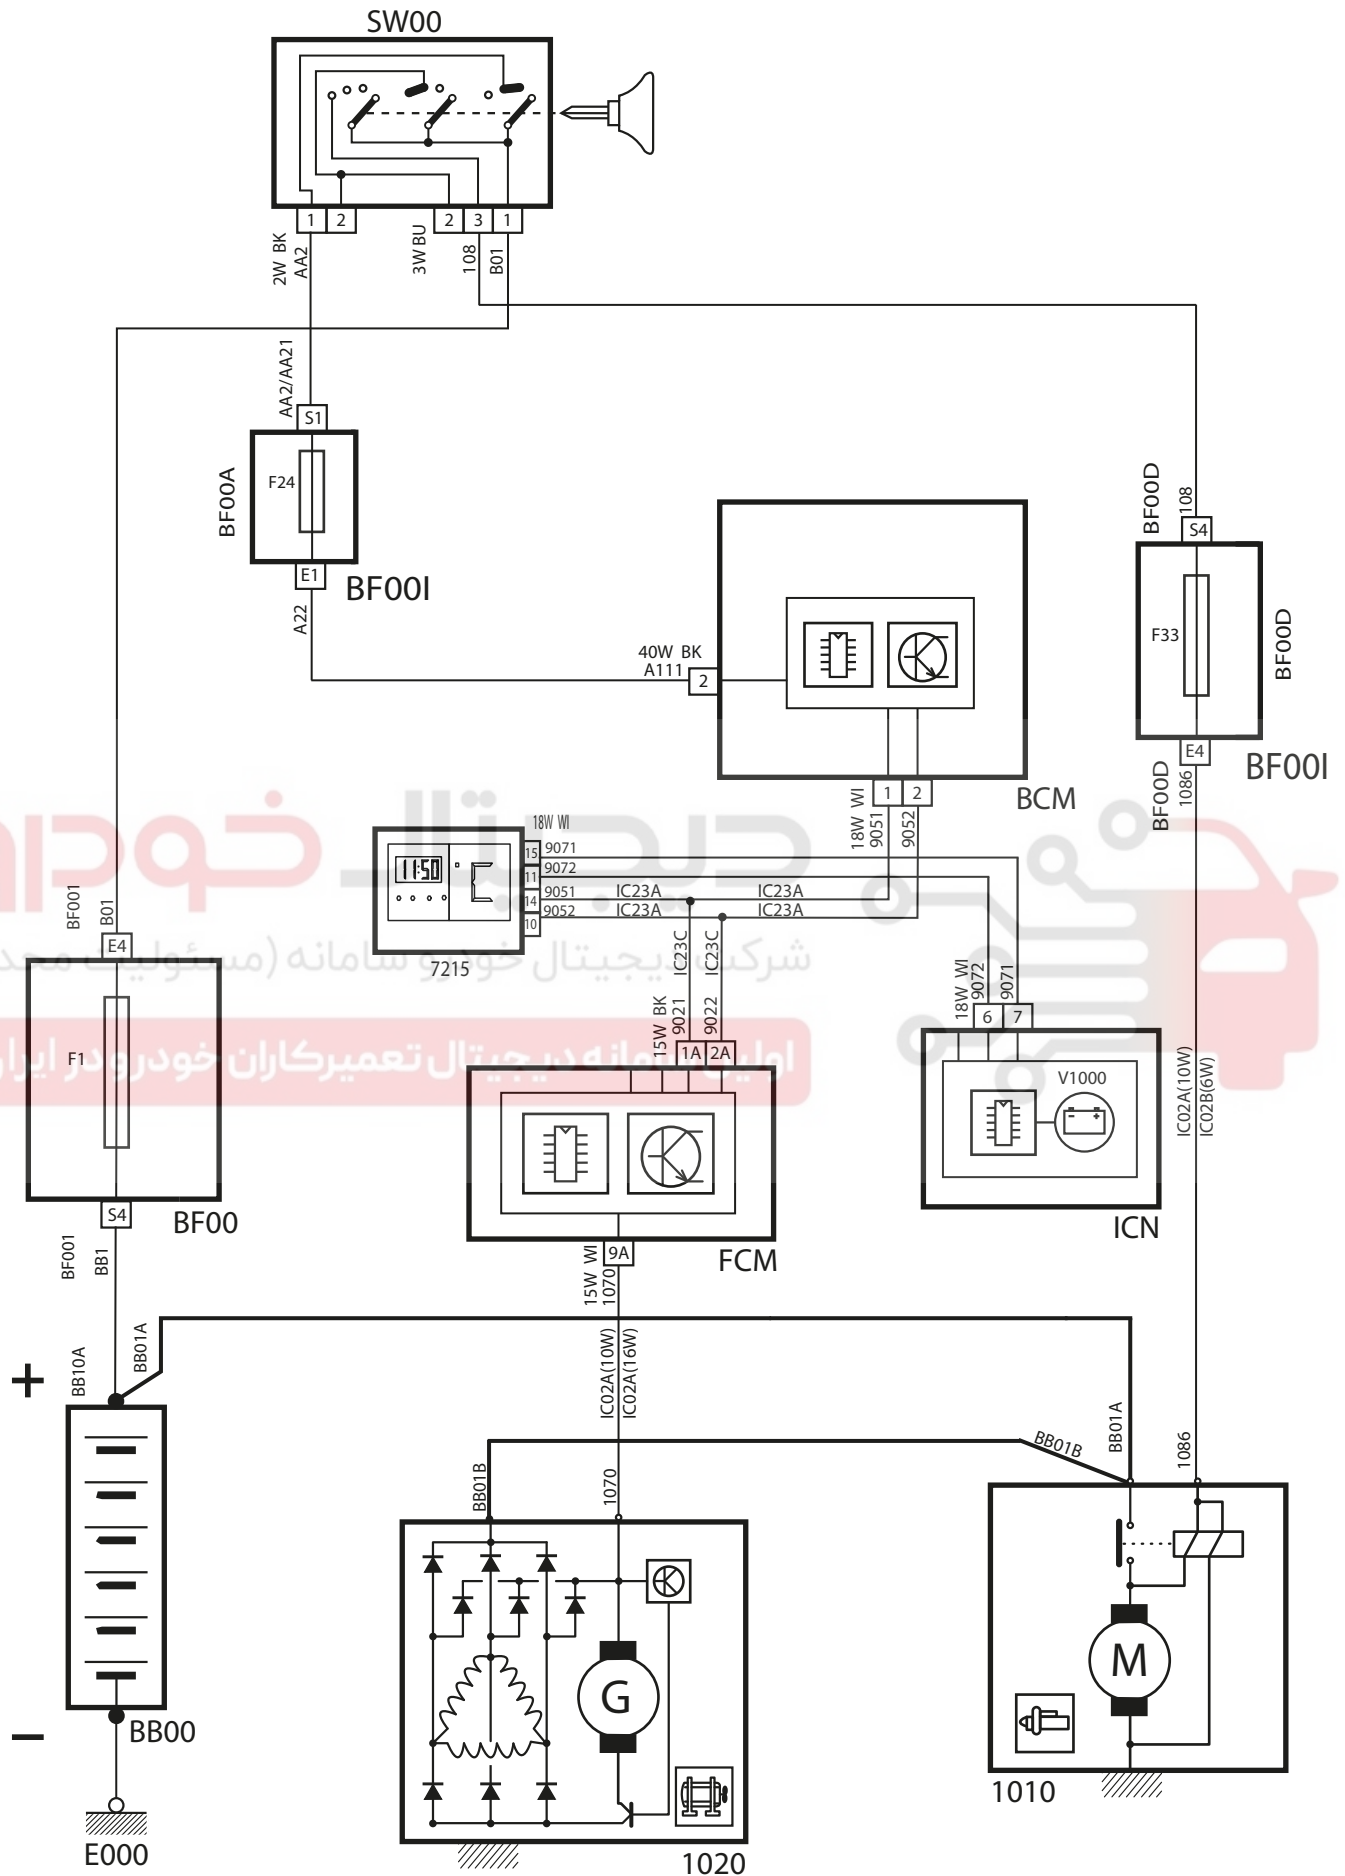 SW00
1
2
2
3
1
2W BK
AA2
3W BU
108
B01
AA2/AA21
S1
F24
BF00A
E1
BF00I
A22
BF00D
108
S4
F33
BF00D
E4
BF00I
BF00D
1086
40W BK
A111
2
BCM
1
2
18W WI
9051
9052
18W WI
15
9071
11
9072
14
9051
IC23A
IC23A
10
9052
IC23A
IC23A
11:50
7215
IC23C
IC23C
15W BK
9021
9022
1A
2A
18W WI
9072
9071
6
7
V1000
ICN
BF001
B01
E4
F1
S4
BF00
BF001
BB1
دیجیتال خودرو
شرکت دیجیتال خودرو سامانه (مسئولیت محد
اولین سامانه دیجیتال تعمیرکاران خودرو در ایران
FCM
9A
15W WI
1070
IC02A(10W)
IC02A(16W)
IC02A(10W)
IC02B(6W)
+
BB10A
BB01A
–
BB00
E000
BB01B
1070
BB01B
BB01A
1086
G
1020
M
1010